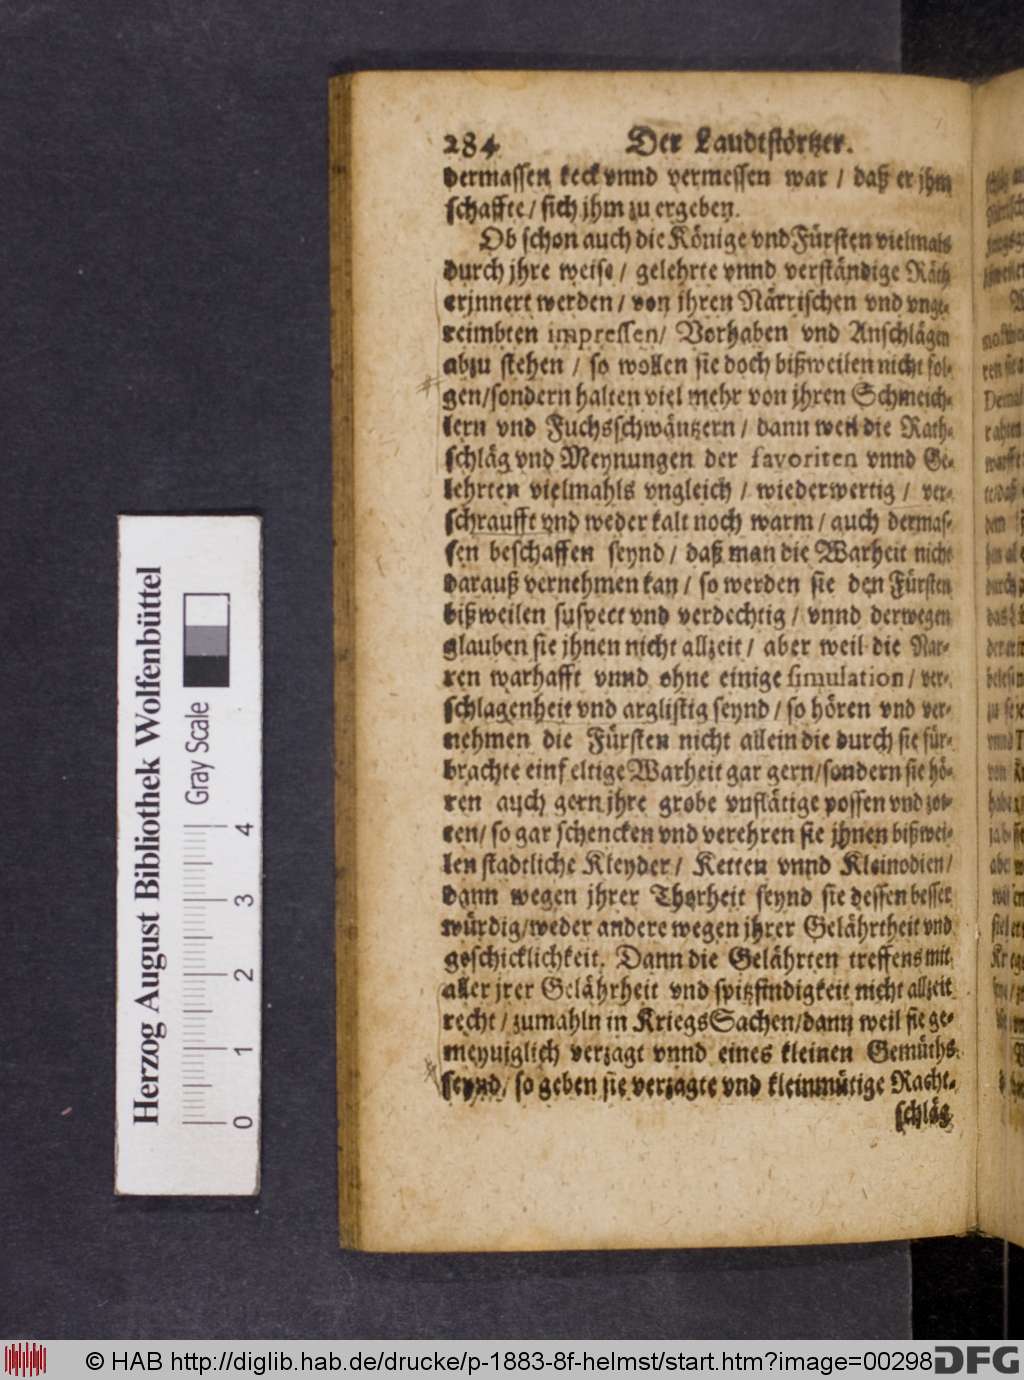 284 Der Laudtstörtzer.
dermassen keck vnnd vermessen war / daß er jhm
schaffte / sich jhm zu ergeben.
Ob schon auch die Könige vnd Fürsten vielmals
durch jhre weise / gelehrte vnnd verständige Räth
erjnnert werden / von jhren Närrischen vnd vnge-
reimbten impressen / Vorhaben vnd Anschlägen
abzu stehen / so wollen sie doch bißweilen nicht fol-
gen / sondern halten viel mehr von jhren Schmeich-
lern vnd Fuchsschwäntzern / dann weil die Rath-
schläg vnd Meynungen der favoriten vnnd Ge-
lehrten vielmahls vngleich / wiederwertig / ver-
schraufft vnd weder kalt noch warm / auch dermas-
sen beschaffen seynd / daß man die Warheit nicht
darauß vernehmen kan / so werden sie den Fürsten
bißweilen suspect vnd verdechtig / vnnd derwegen
glauben sie jhnen nicht allzeit / aber weil die Nar-
ren warhafft vnnd ohne einige simulation / ver-
schlagenheit vnd arglistig seynd / so hören vnd ver-
nehmen die Fürsten nicht allein die durch sie für-
brachte einfeltige Warheit gar gern / sondern sie hö-
ren auch gern jhre grobe vnflätige possen vnd zot-
ten / so gar schencken vnd verehren sie jhnen bißwei-
len stadtliche Kleyder / Ketten vnnd Kleinodien /
dann wegen jhrer Thorheit seynd sie dessen besser
würdig / weder andere wegen jhrer Gelährtheit vnd
geschicklichkeit. Dann die Gelährten treffens mit
aller jrer Gelährheit vnd spitzfindigkeit nicht allzeit
recht / zumahln in KriegsSachen / dann weil sie ge-
meyniglich verzagt vnnd eines kleinen Gemüths
seynd / so geben sie verzagte vnd kleinmütige Racht-
schläg
Herzog August Bibliothek Wolfenbüttel
Gray Scale
0 1 2 3 4
© HAB http://diglib.hab.de/drucke/p-1883-8f-helmst/start.htm?image=00298
DFG